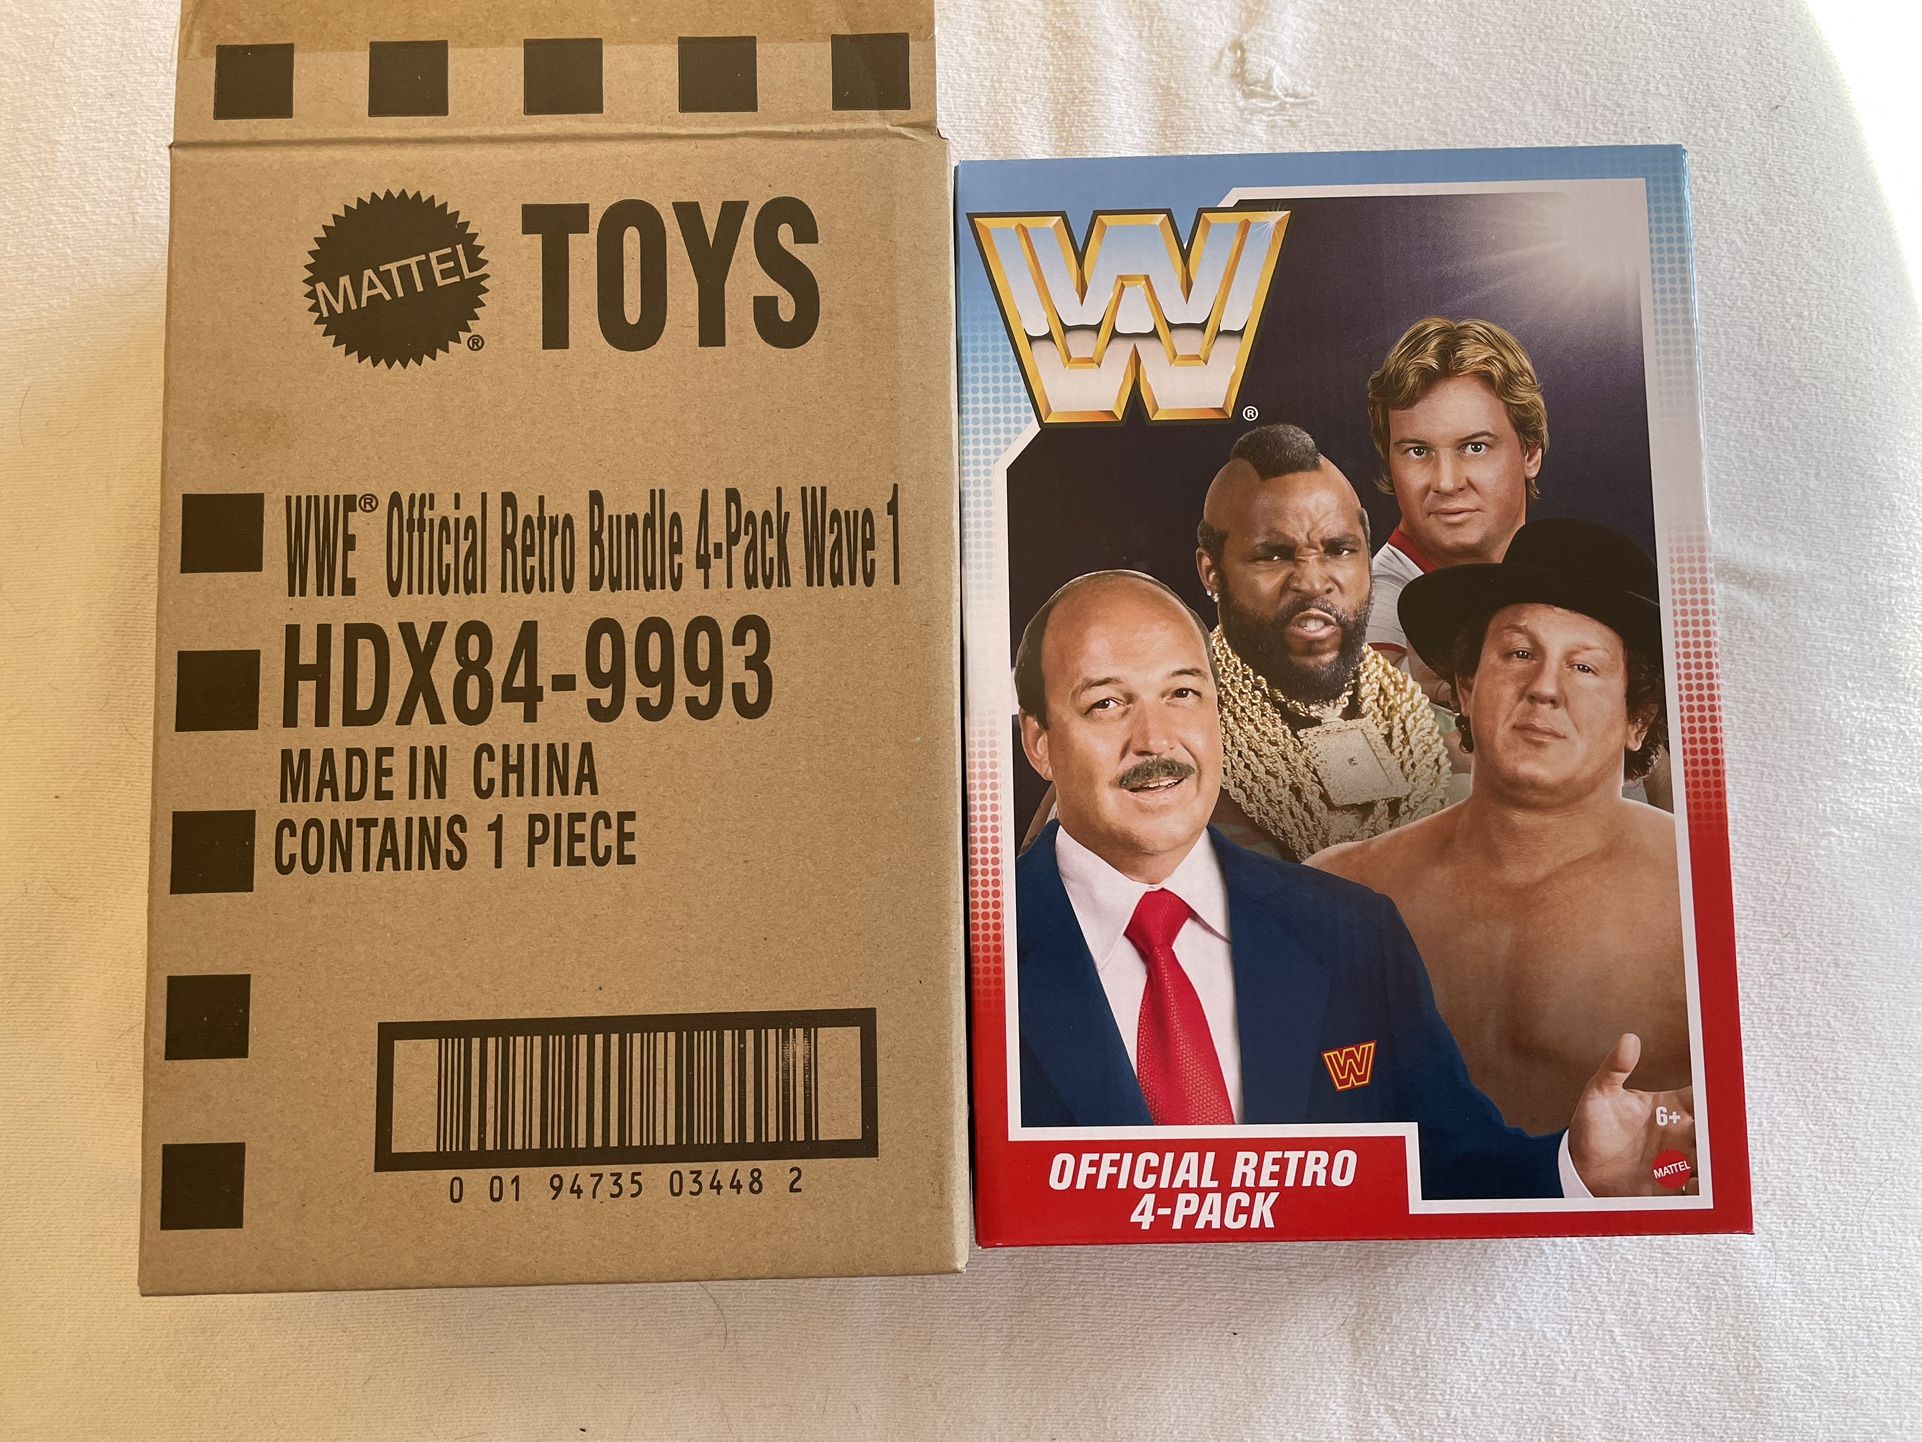 MATTEL® TOYS
WWE® Official Retro Bundle 4-Pack Wave 1
HDX84-9993
MADE IN CHINA
CONTAINS 1 PIECE
0 01 94735 03448 2
W®
W
6+
MATTEL
OFFICIAL RETRO
4-PACK